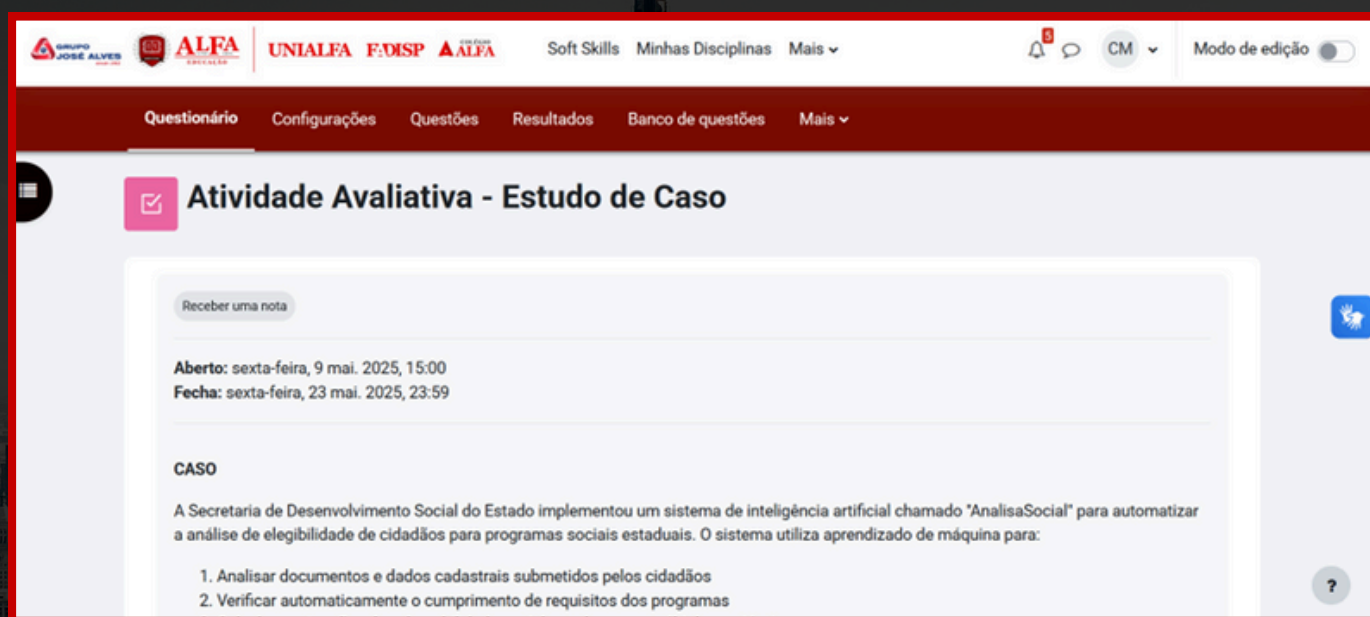 GRUPO
JOSÉ ALVES
ALFA
EDUCAÇÃO
UNIALFA FADISP COLÉGIO ALFA
Soft Skills Minhas Disciplinas Mais
5
CM
Modo de edição
Questionário Configurações Questões Resultados Banco de questões Mais
Atividade Avaliativa - Estudo de Caso
Receber uma nota
Aberto: sexta-feira, 9 mai. 2025, 15:00
Fecha: sexta-feira, 23 mai. 2025, 23:59
CASO
A Secretaria de Desenvolvimento Social do Estado implementou um sistema de inteligência artificial chamado "AnalisaSocial" para automatizar
a análise de elegibilidade de cidadãos para programas sociais estaduais. O sistema utiliza aprendizado de máquina para:
1. Analisar documentos e dados cadastrais submetidos pelos cidadãos
2. Verificar automaticamente o cumprimento de requisitos dos programas
?